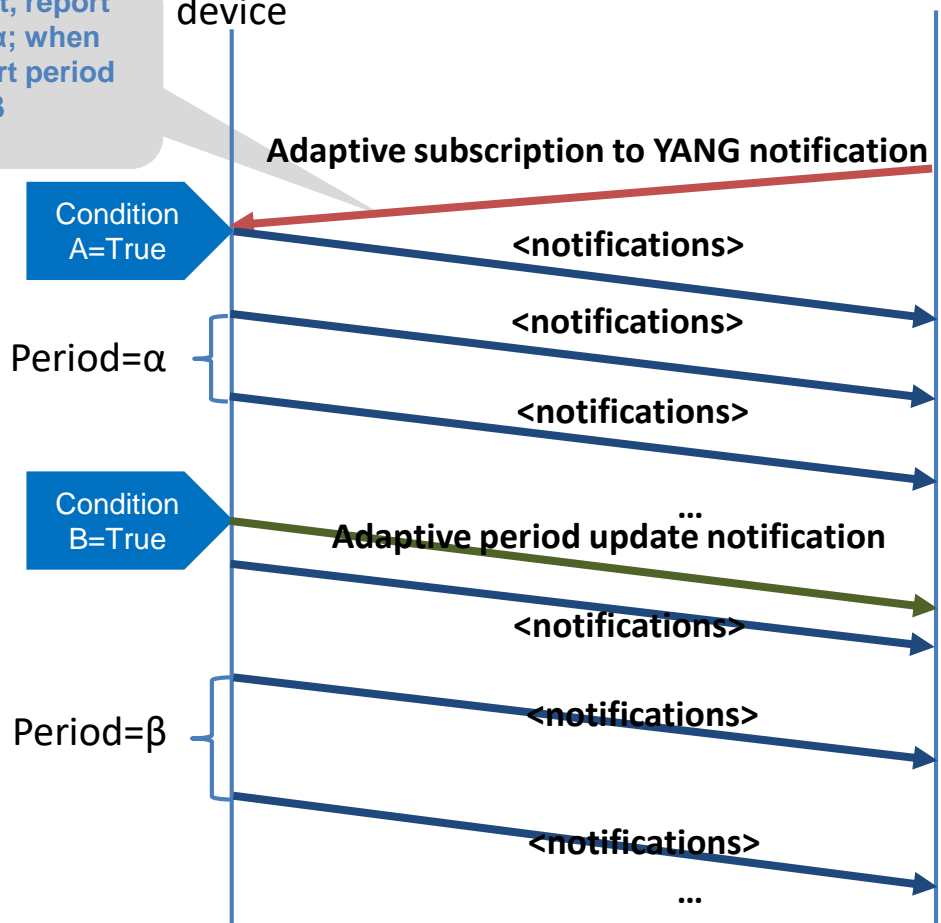 t, report
α; when
rt period
device
Adaptive subscription to YANG notification
Condition
A=True
<notifications>
<notifications>
Period=α
<notifications>
Condition
B=True
...
Adaptive period update notification
<notifications>
<notifications>
Period=β
<notifications>
...